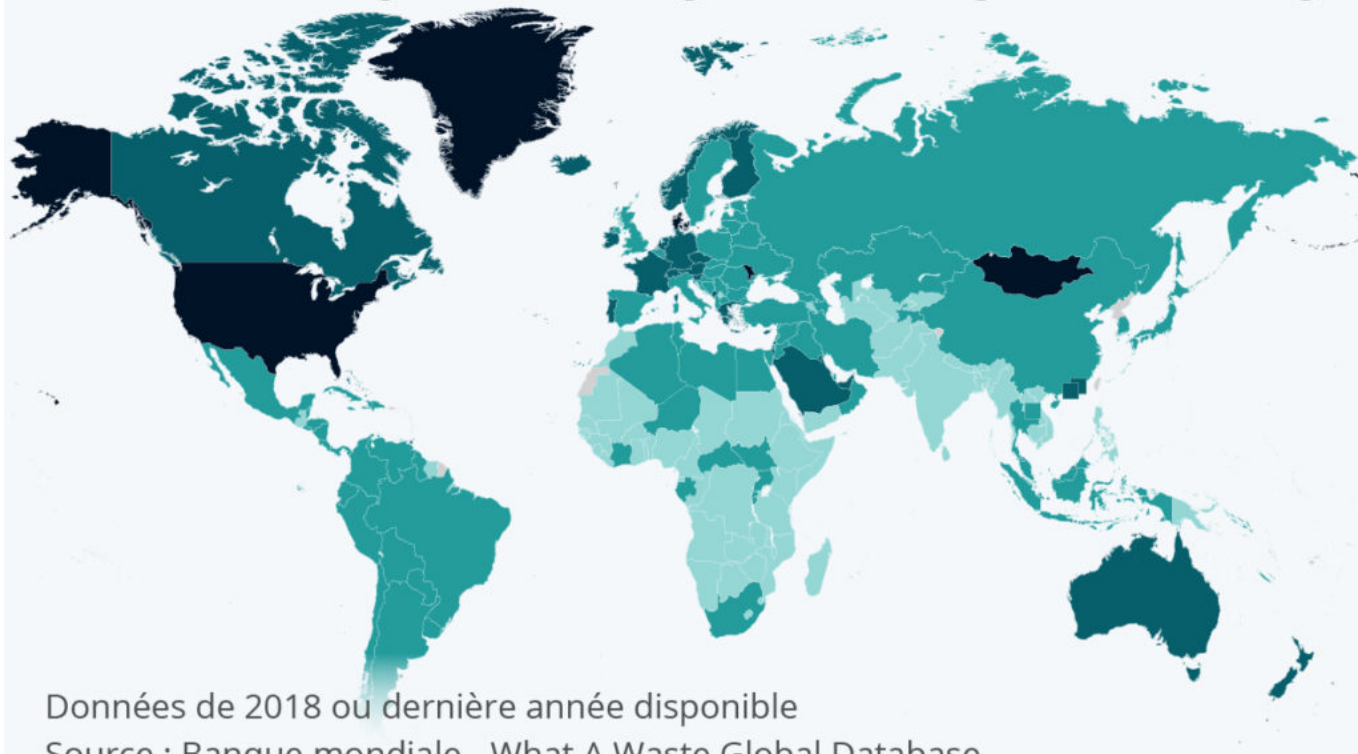 Données de 2018 ou dernière année disponible
Source : Banque mondiale - What A Waste Global Database